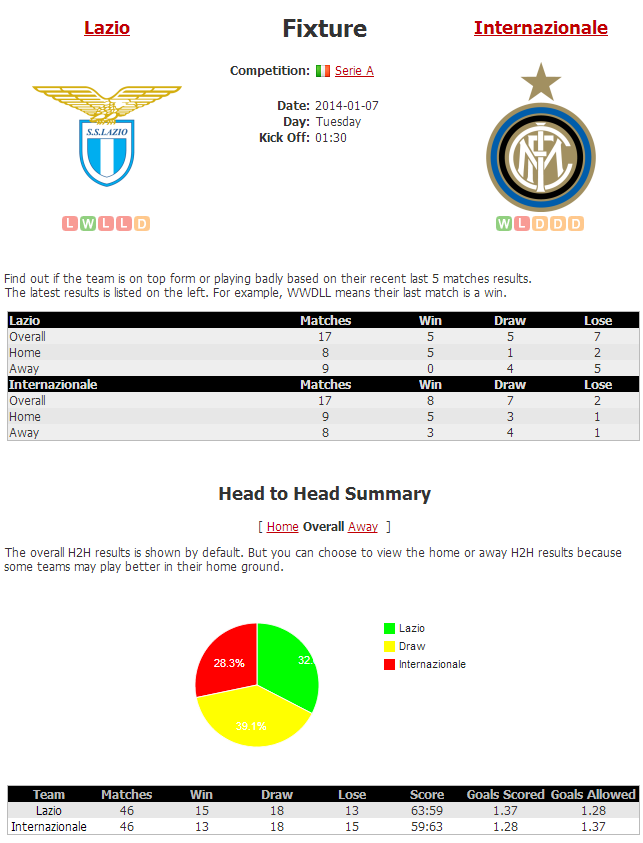 Lazio
Fixture
Internazionale
Competition: Serie A
Date: 2014-01-07
Day: Tuesday
Kick Off: 01:30
S.S.LAZIO
L W L L D
W L D D D
Find out if the team is on top form or playing badly based on their recent last 5 matches results.
The latest results is listed on the left. For example, WWDLL means their last match is a win.
Lazio Matches Win Draw Lose
Overall 17 5 5 7
Home 8 5 1 2
Away 9 0 4 5
Internazionale Matches Win Draw Lose
Overall 17 8 7 2
Home 9 5 3 1
Away 8 3 4 1
Head to Head Summary
[ Home Overall Away ]
The overall H2H results is shown by default. But you can choose to view the home or away H2H results because
some teams may play better in their home ground.
Lazio
Draw
Internazionale
28.3%
32.
39.1%
Team Matches Win Draw Lose Score Goals Scored Goals Allowed
Lazio 46 15 18 13 63:59 1.37 1.28
Internazionale 46 13 18 15 59:63 1.28 1.37